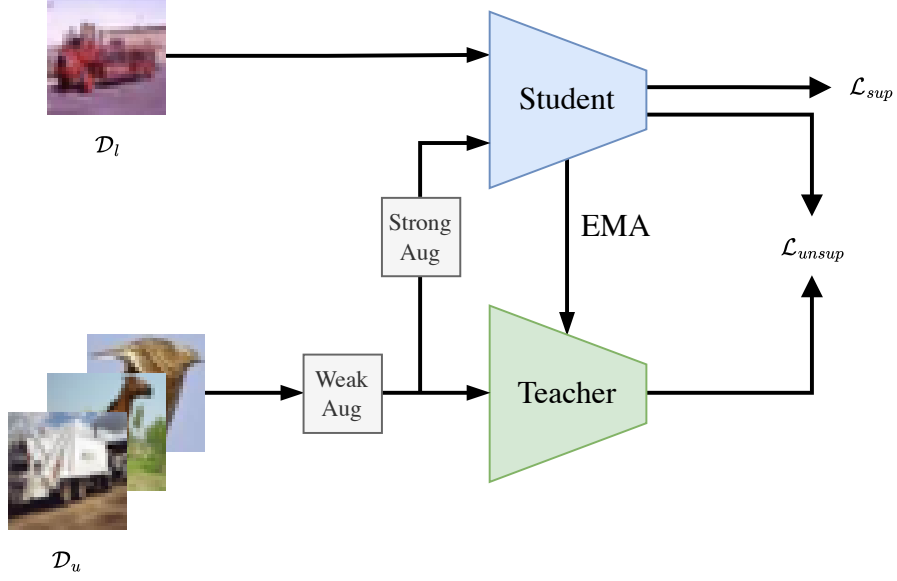 Student
ℒ_sup
𝒟_l
Strong
Aug
EMA
ℒ_unsup
Weak
Aug
Teacher
𝒟_u